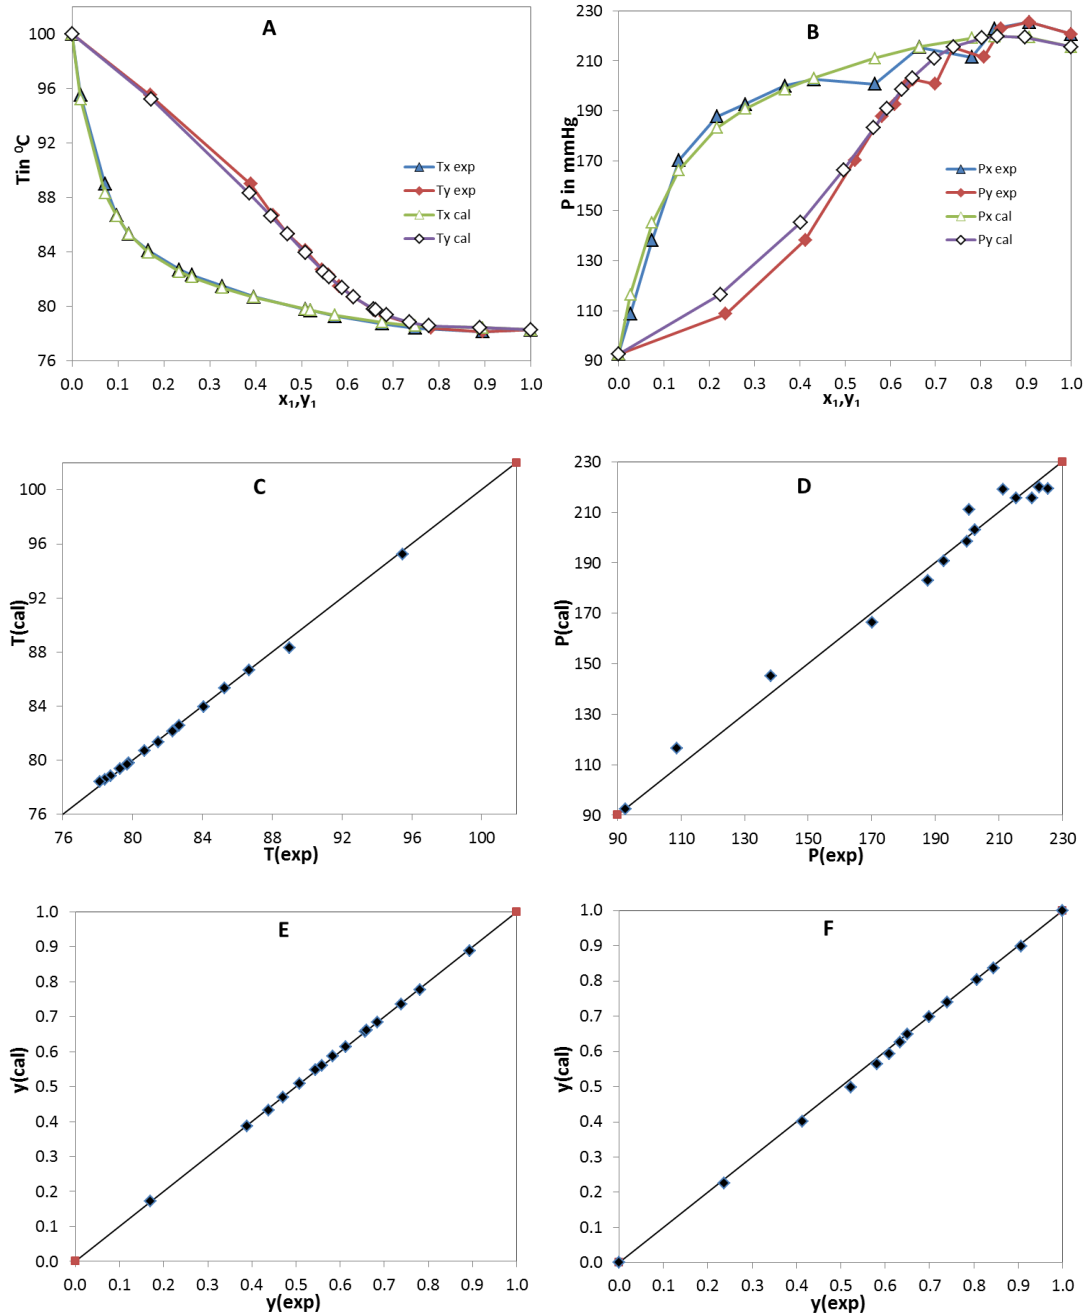 A
T in ⁰C
100
96
92
88
84
80
76
0.0 0.1 0.2 0.3 0.4 0.5 0.6 0.7 0.8 0.9 1.0
x₁,y₁
Tx exp
Ty exp
Tx cal
Ty cal
B
P in mmHg
230
210
190
170
150
130
110
90
0.0 0.1 0.2 0.3 0.4 0.5 0.6 0.7 0.8 0.9 1.0
x₁,y₁
Px exp
Py exp
Px cal
Py cal
C
T(cal)
100
96
92
88
84
80
76
76 80 84 88 92 96 100
T(exp)
D
P(cal)
230
210
190
170
150
130
110
90
90 110 130 150 170 190 210 230
P(exp)
E
y(cal)
1.0
0.9
0.8
0.7
0.6
0.5
0.4
0.3
0.2
0.1
0.0
0.0 0.1 0.2 0.3 0.4 0.5 0.6 0.7 0.8 0.9 1.0
y(exp)
F
y(cal)
1.0
0.9
0.8
0.7
0.6
0.5
0.4
0.3
0.2
0.1
0.0
0.0 0.1 0.2 0.3 0.4 0.5 0.6 0.7 0.8 0.9 1.0
y(exp)